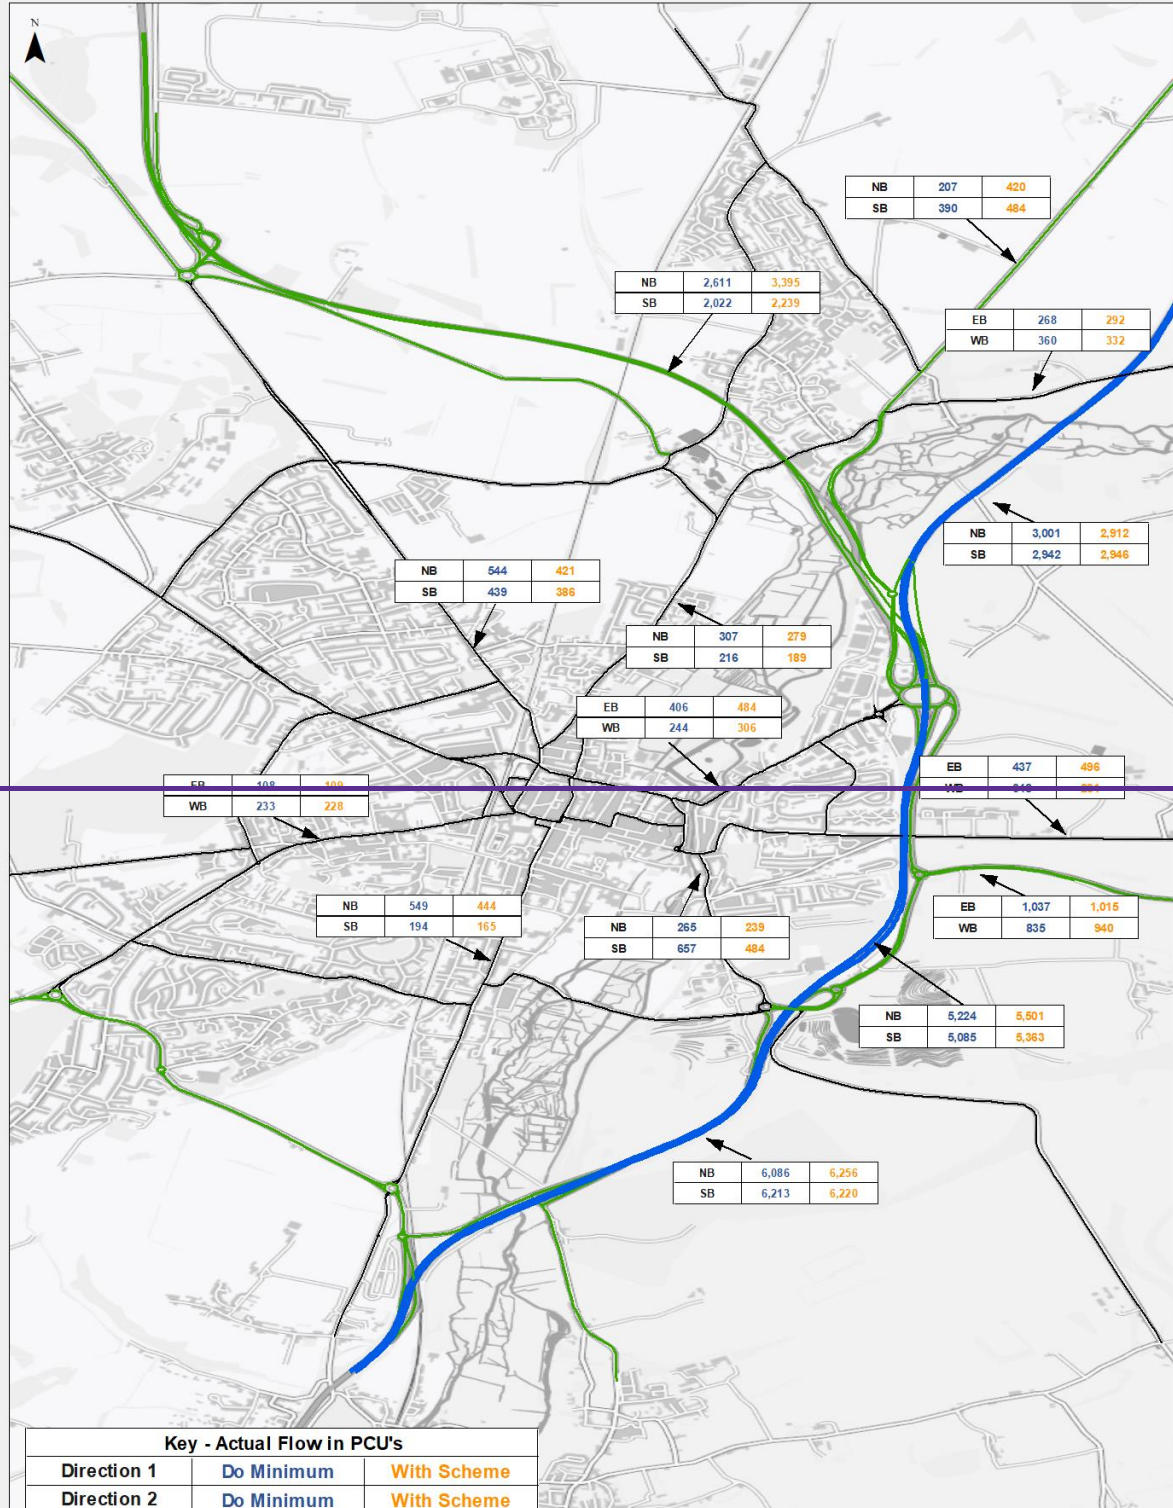 N
NB 207 420
SB 390 484
NB 2,611 3,395
SB 2,022 2,239
EB 268 292
WB 360 332
NB 3,001 2,912
SB 2,942 2,946
NB 544 421
SB 439 386
NB 307 279
SB 216 189
EB 406 484
WB 244 306
EB 437 496
WB
EB 108 109
WB 233 228
NB 549 444
SB 194 165
NB 265 239
SB 657 484
EB 1,037 1,015
WB 835 940
NB 5,224 5,501
SB 5,085 5,363
NB 6,086 6,256
SB 6,213 6,220
Key - Actual Flow in PCU's
Direction 1 Do Minimum With Scheme
Direction 2 Do Minimum With Scheme